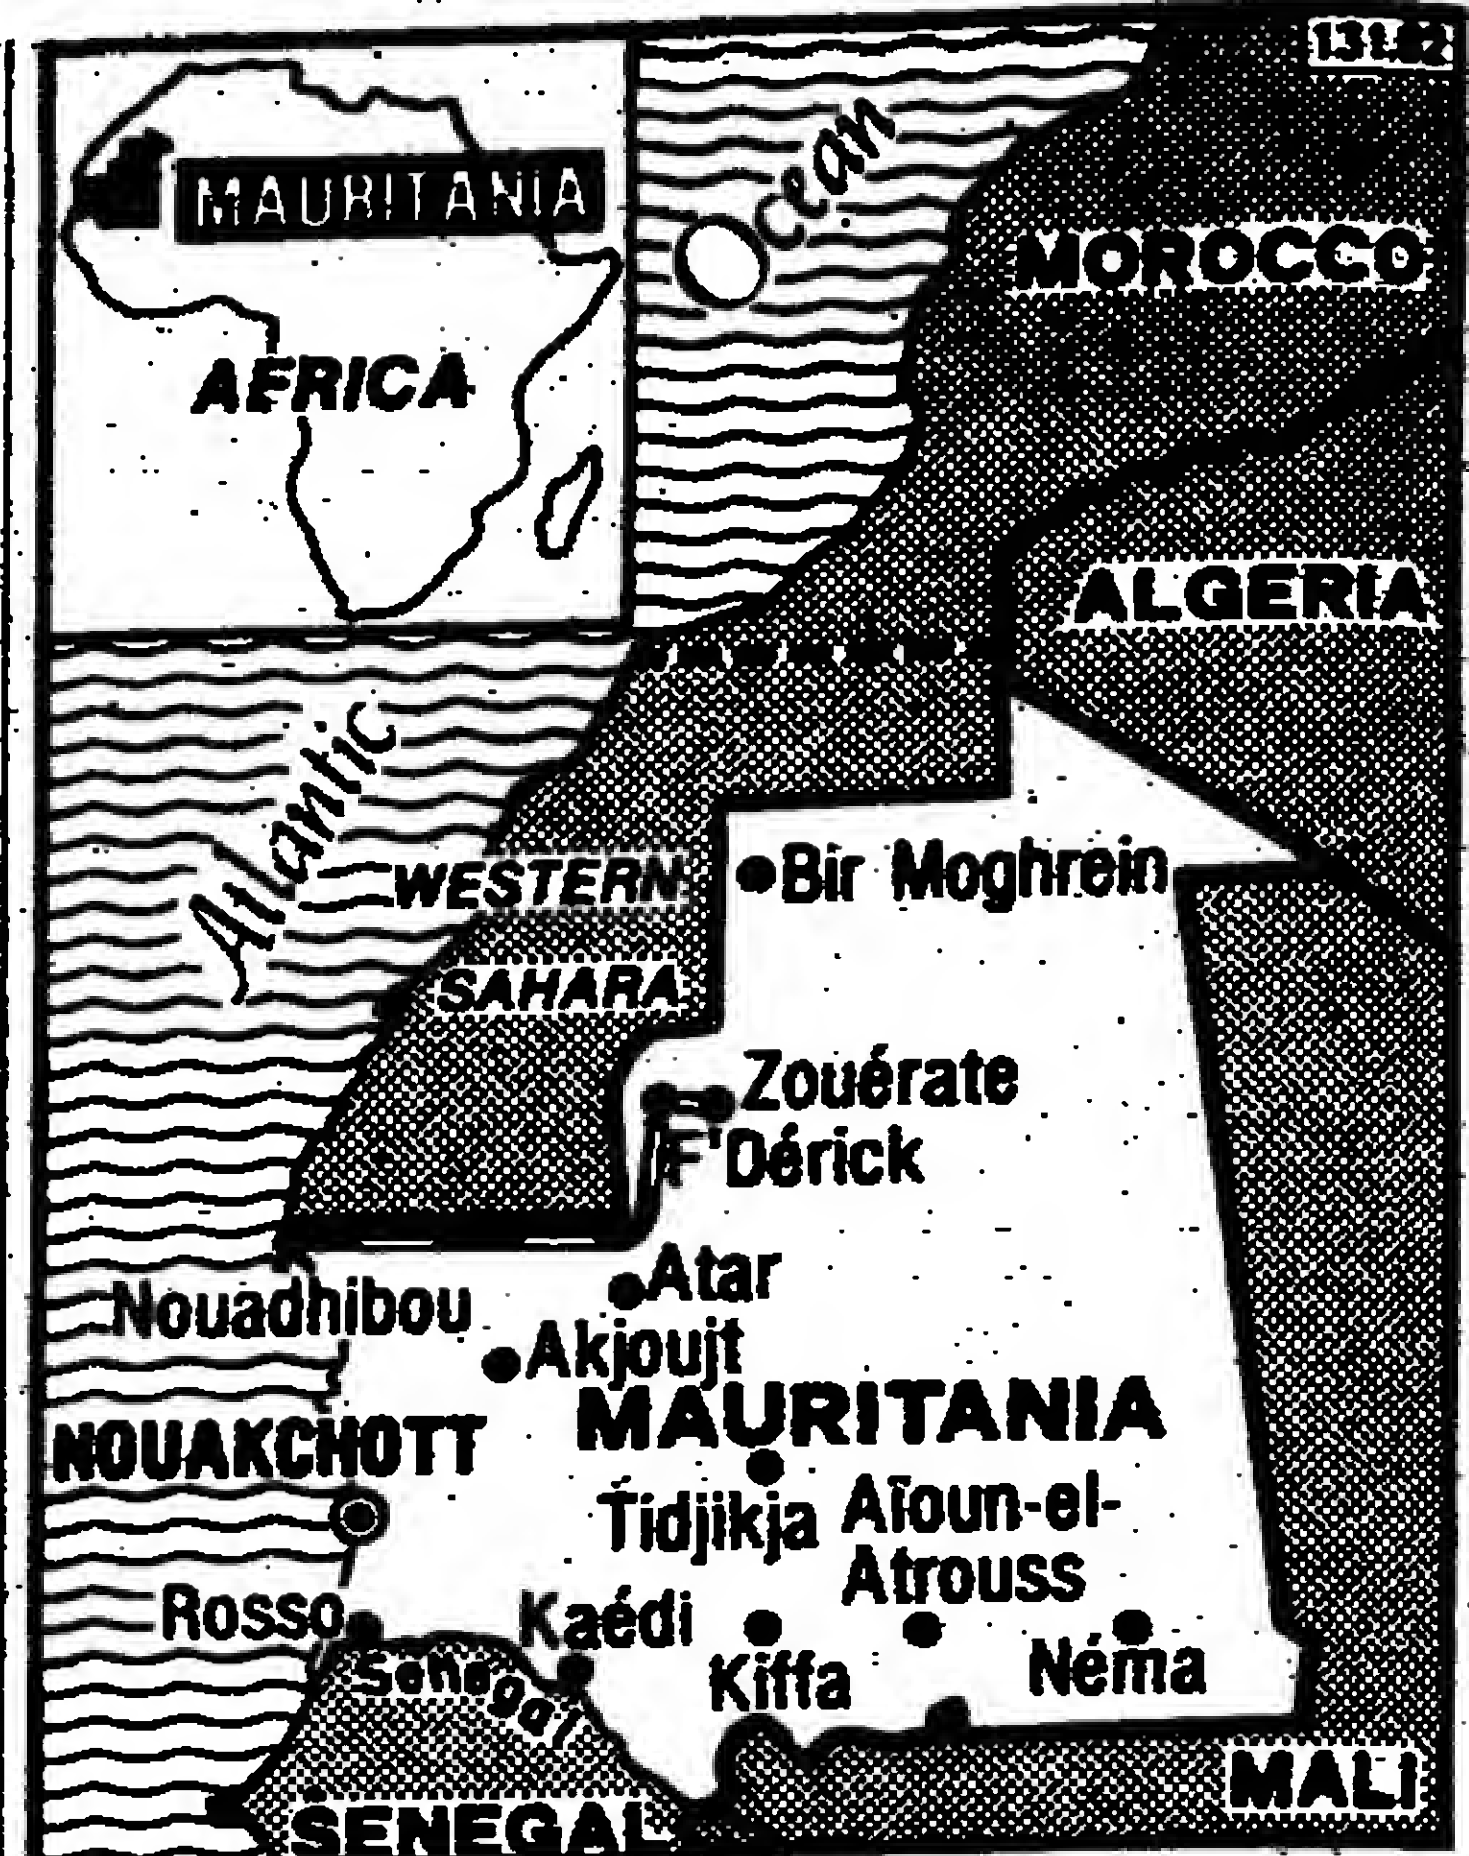 MAURITANIA
AFRICA
Atlantic
Ocean
MOROCCO
ALGERIA
WESTERN
SAHARA
Bir Moghrein
Zouérate
F'Dérick
Atar
Nouadhibou
Akjoujt
MAURITANIA
NOUAKCHOTT
Tidjikja
Aïoun-el-
Atrouss
Rosso
Kaédi
Kiffa
Néma
Senegal
MALI
SENEGAL